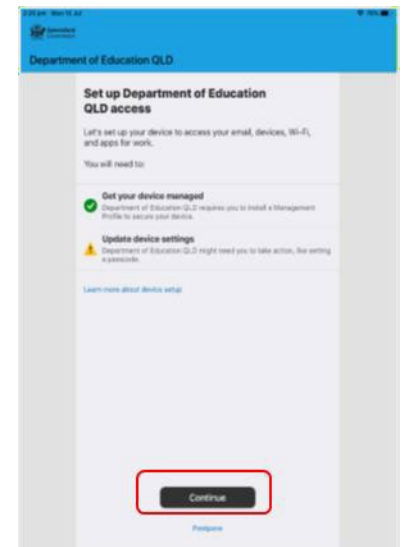 Queensland
Government
Department of Education QLD
Set up Department of Education
QLD access
Let's set up your device to access your email, devices, Wi-Fi,
and apps for work.
You will need to:
Get your device managed
Department of Education QLD requires you to install a Management
Profile to secure your device.
Update device settings
Department of Education QLD might need you to take action, like setting
a passcode.
Learn more about device setup
Continue
Postpone